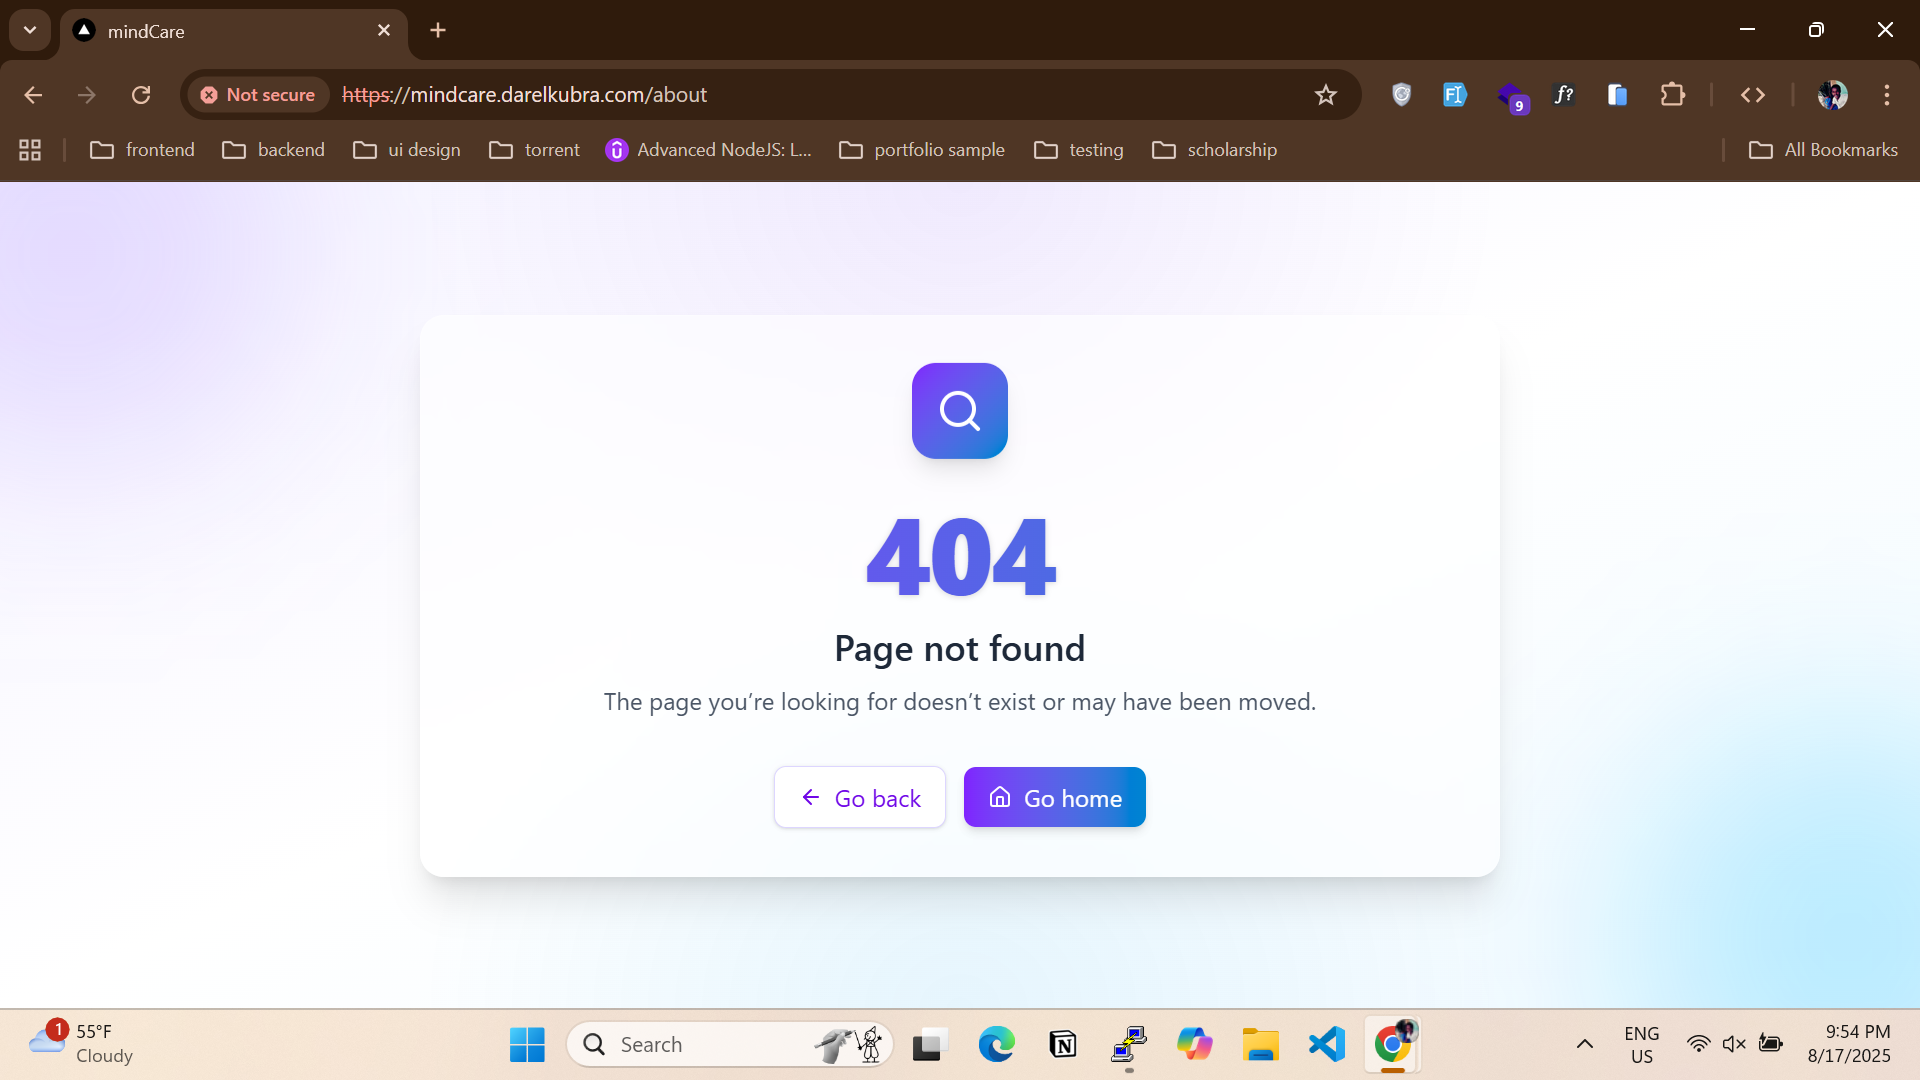 mindCare
Not secure
https://mindcare.darelkubra.com/about
9
f?
frontend
backend
ui design
torrent
Advanced NodeJS: L...
portfolio sample
testing
scholarship
All Bookmarks
404
Page not found
The page you’re looking for doesn’t exist or may have been moved.
Go back
Go home
1
55°F
Cloudy
Search
ENG
US
9:54 PM
8/17/2025